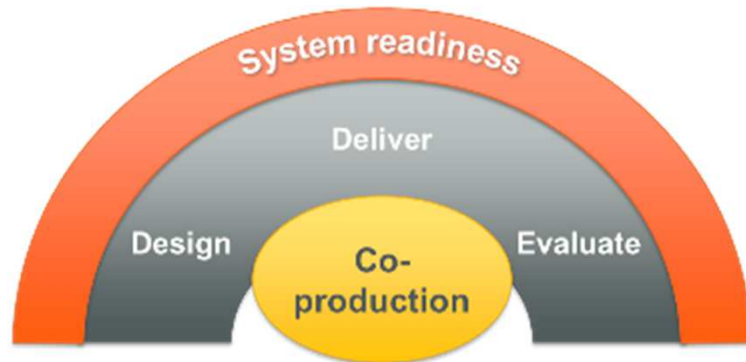 System readiness
Deliver
Design
Evaluate
Co-
production